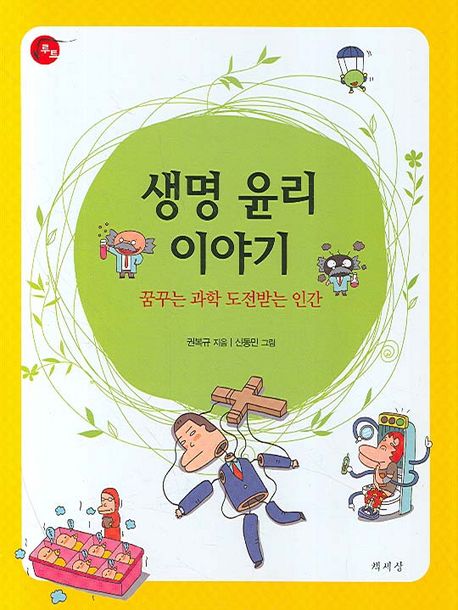 루트
생명 윤리
이야기
꿈꾸는 과학 도전받는 인간
권복규 지음 | 신동민 그림
책세상